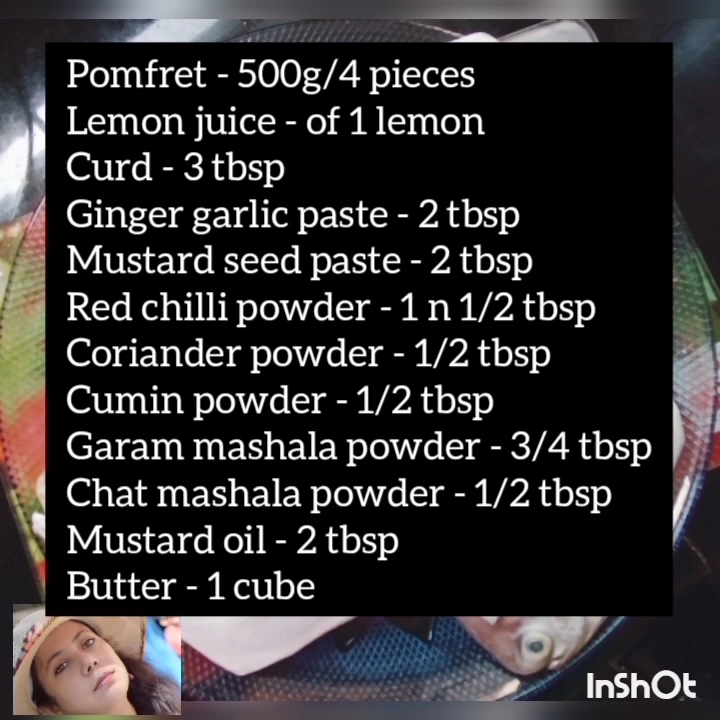 Pomfret - 500g/4 pieces
Lemon juice - of 1 lemon
Curd - 3 tbsp
Ginger garlic paste - 2 tbsp
Mustard seed paste - 2 tbsp
Red chilli powder - 1 n 1/2 tbsp
Coriander powder - 1/2 tbsp
Cumin powder - 1/2 tbsp
Garam mashala powder - 3/4 tbsp
Chat mashala powder - 1/2 tbsp
Mustard oil - 2 tbsp
Butter - 1 cube
InShOt